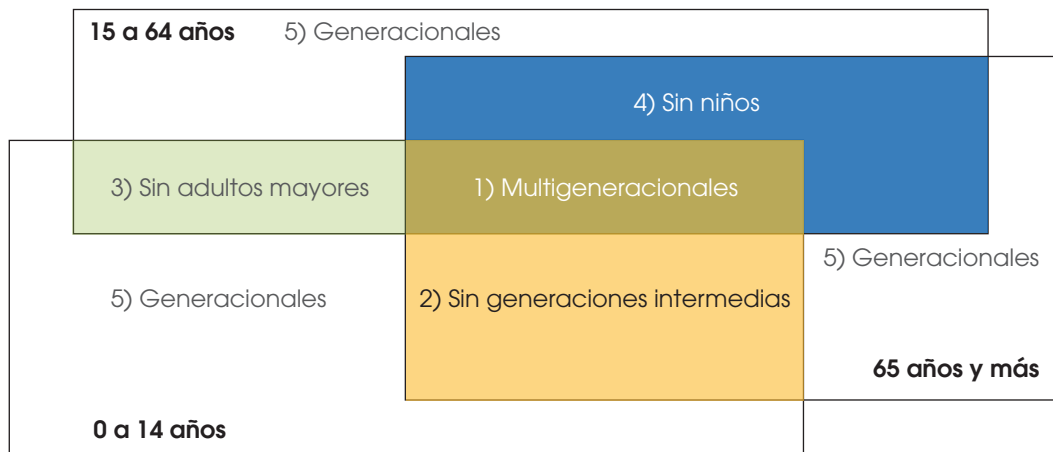 15 a 64 años 5) Generacionales
4) Sin niños
3) Sin adultos mayores 1) Multigeneracionales
5) Generacionales
5) Generacionales 2) Sin generaciones intermedias
65 años y más
0 a 14 años